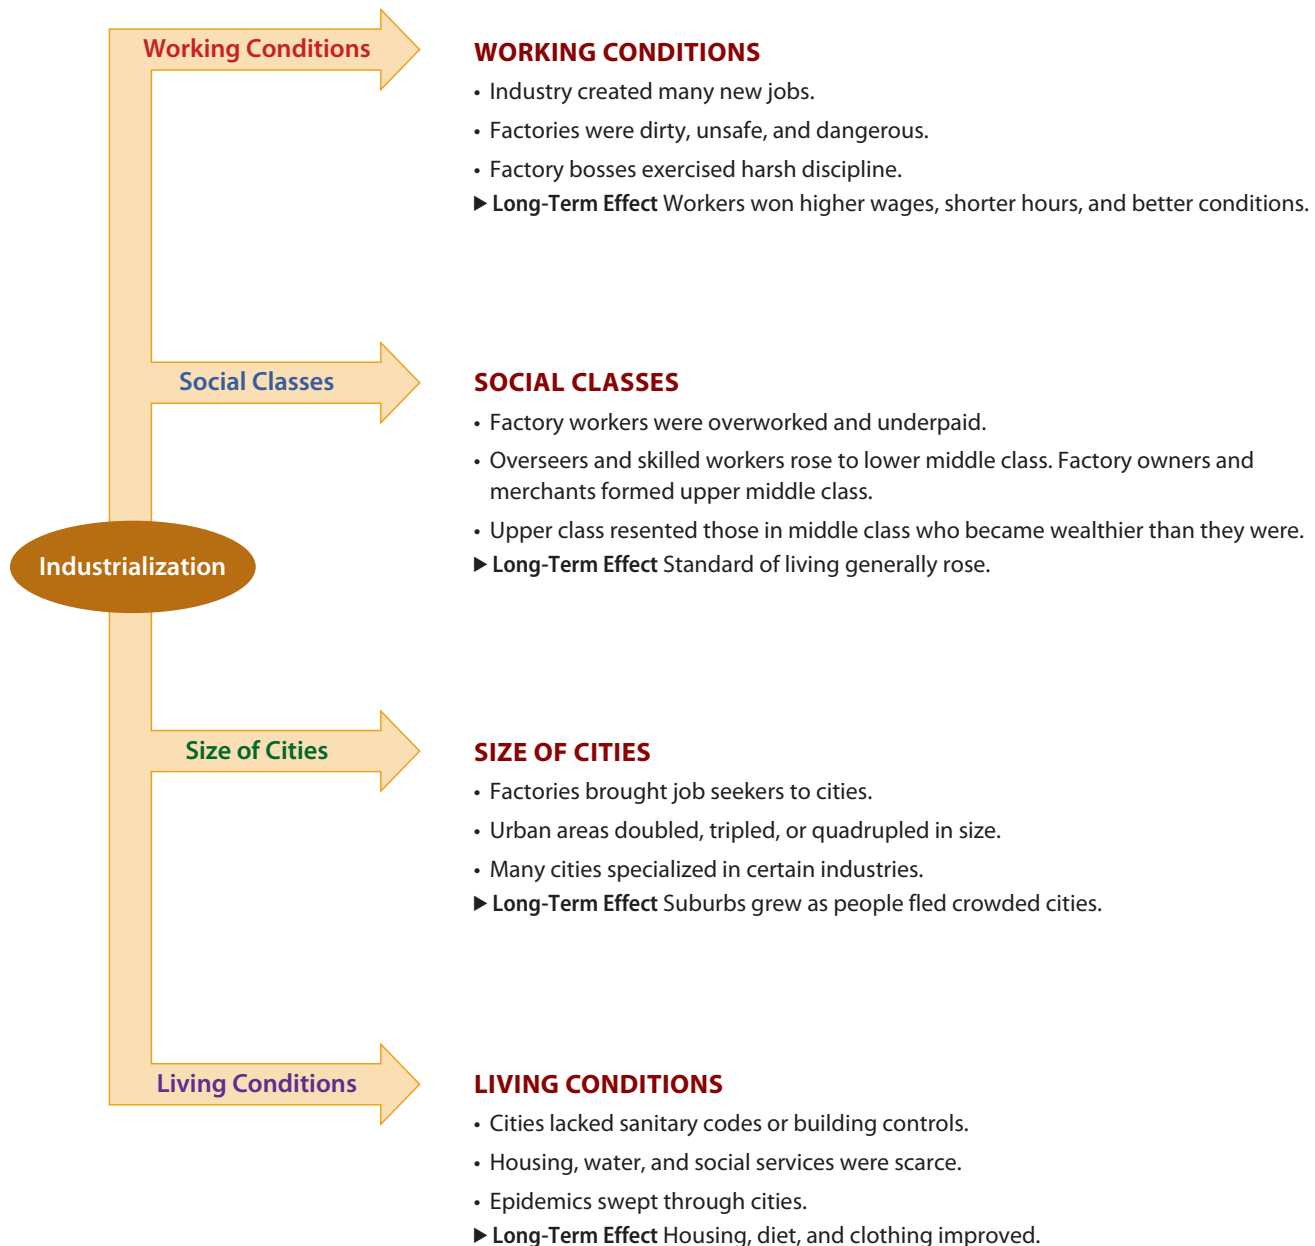 Working Conditions
WORKING CONDITIONS
• Industry created many new jobs.
• Factories were dirty, unsafe, and dangerous.
• Factory bosses exercised harsh discipline.
▶ Long-Term Effect Workers won higher wages, shorter hours, and better conditions.
Social Classes
SOCIAL CLASSES
• Factory workers were overworked and underpaid.
• Overseers and skilled workers rose to lower middle class. Factory owners and
merchants formed upper middle class.
• Upper class resented those in middle class who became wealthier than they were.
▶ Long-Term Effect Standard of living generally rose.
Industrialization
Size of Cities
SIZE OF CITIES
• Factories brought job seekers to cities.
• Urban areas doubled, tripled, or quadrupled in size.
• Many cities specialized in certain industries.
▶ Long-Term Effect Suburbs grew as people fled crowded cities.
Living Conditions
LIVING CONDITIONS
• Cities lacked sanitary codes or building controls.
• Housing, water, and social services were scarce.
• Epidemics swept through cities.
▶ Long-Term Effect Housing, diet, and clothing improved.